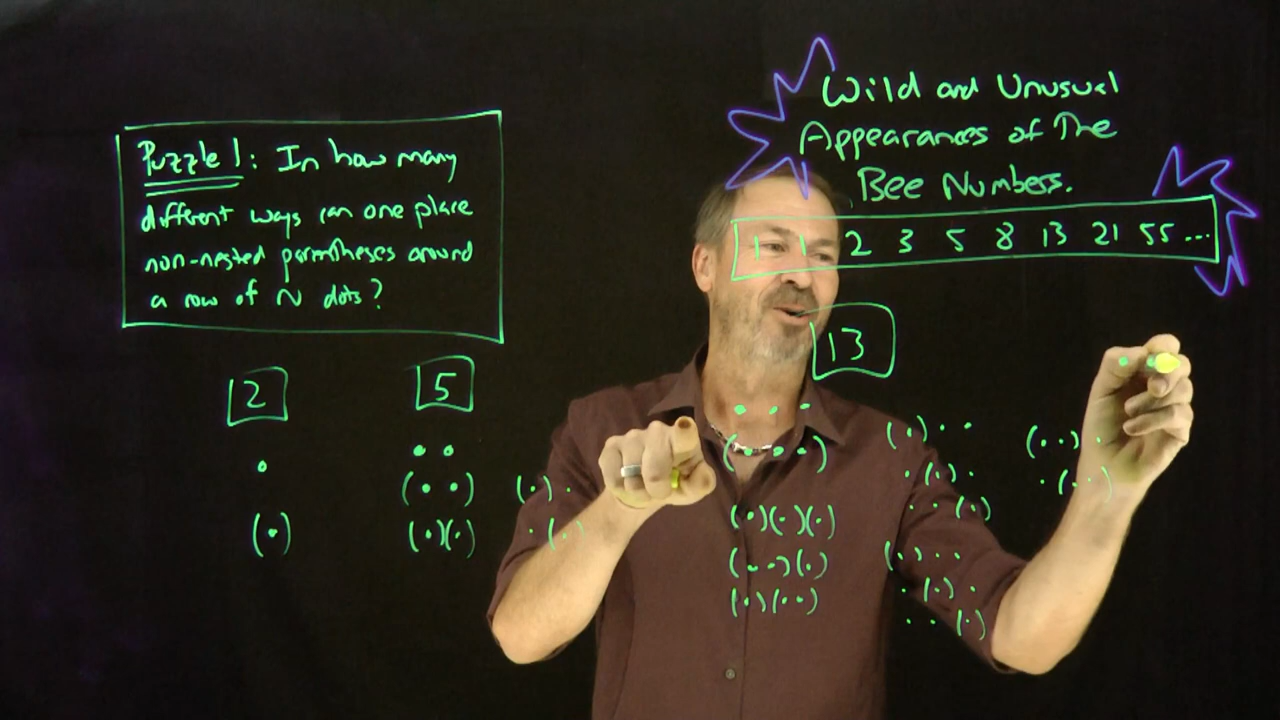 Puzzle 1: In how many
different ways can one place
non-nested parentheses around
a row of N dots?
Wild and Unusual
Appearances of The
Bee Numbers.
1 1 2 3 5 8 13 21 55 ...
2
•
(•)
5
• •
(• •) (•) •
(•)(•) • (•)
13
• • •
(• • •)
(•)(•)(•)
(• •)(•)
(•)(• •)
(•) • •
• (•) •
• • (•)
(•) • •
• (•) •
• • (•)
(• •) •
• (• •)
• •